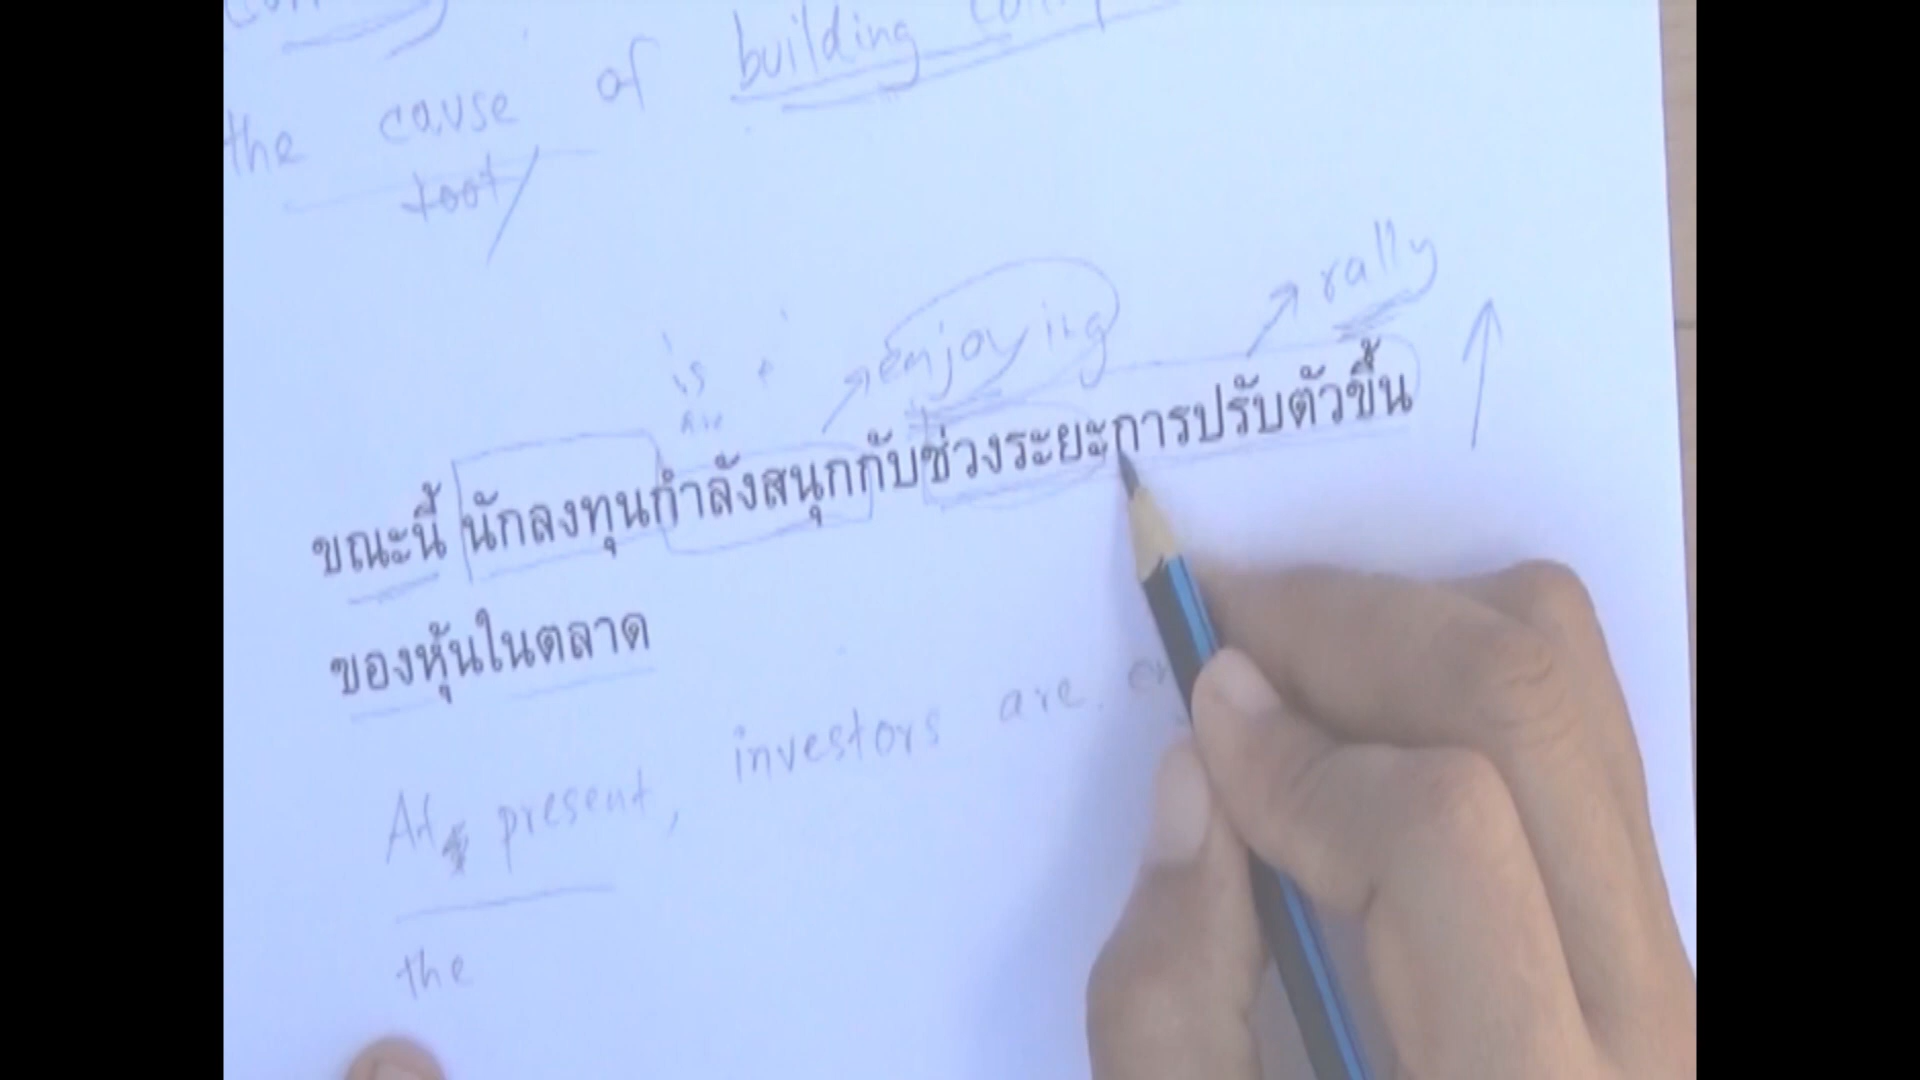 the cause of building
root
rally
is
enjoying
are
ขณะนี้ นักลงทุนกำลังสนุกกับช่วงระยะการปรับตัวขึ้น
ของหุ้นในตลาด
At present, investors are
the